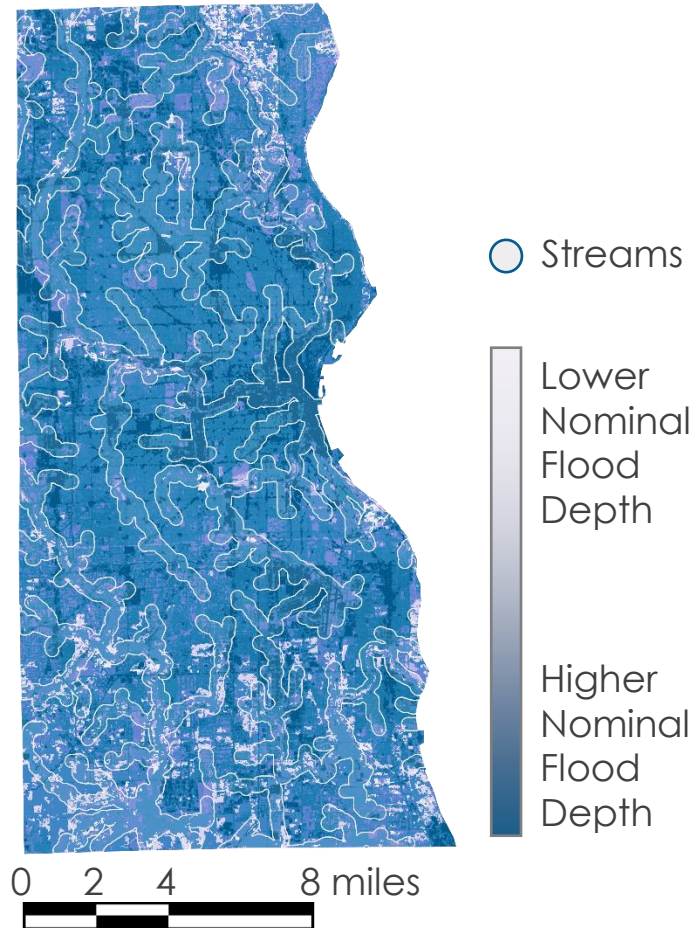 Streams
Lower
Nominal
Flood
Depth
Higher
Nominal
Flood
Depth
0 2 4 8 miles